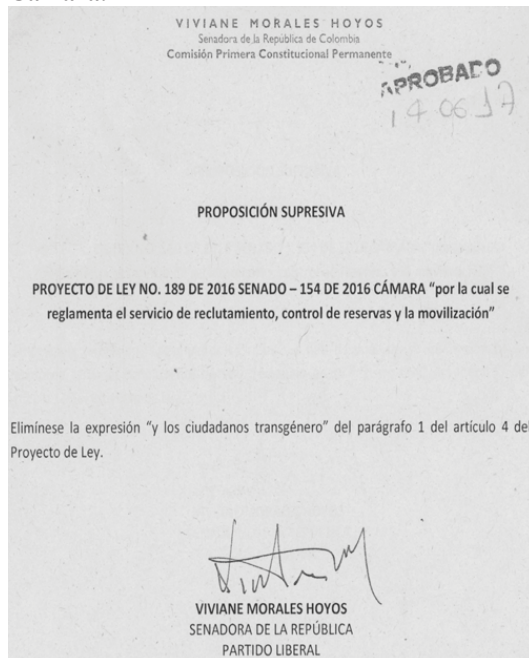 VIVIANE MORALES HOYOS
Senadora de la República de Colombia
Comisión Primera Constitucional Permanente
APROBADO
14 06 17
PROPOSICIÓN SUPRESIVA
PROYECTO DE LEY NO. 189 DE 2016 SENADO – 154 DE 2016 CÁMARA “por la cual se
reglamenta el servicio de reclutamiento, control de reservas y la movilización”
Elimínese la expresión “y los ciudadanos transgénero” del parágrafo 1 del artículo 4 del
Proyecto de Ley.
VIVIANE MORALES HOYOS
SENADORA DE LA REPÚBLICA
PARTIDO LIBERAL